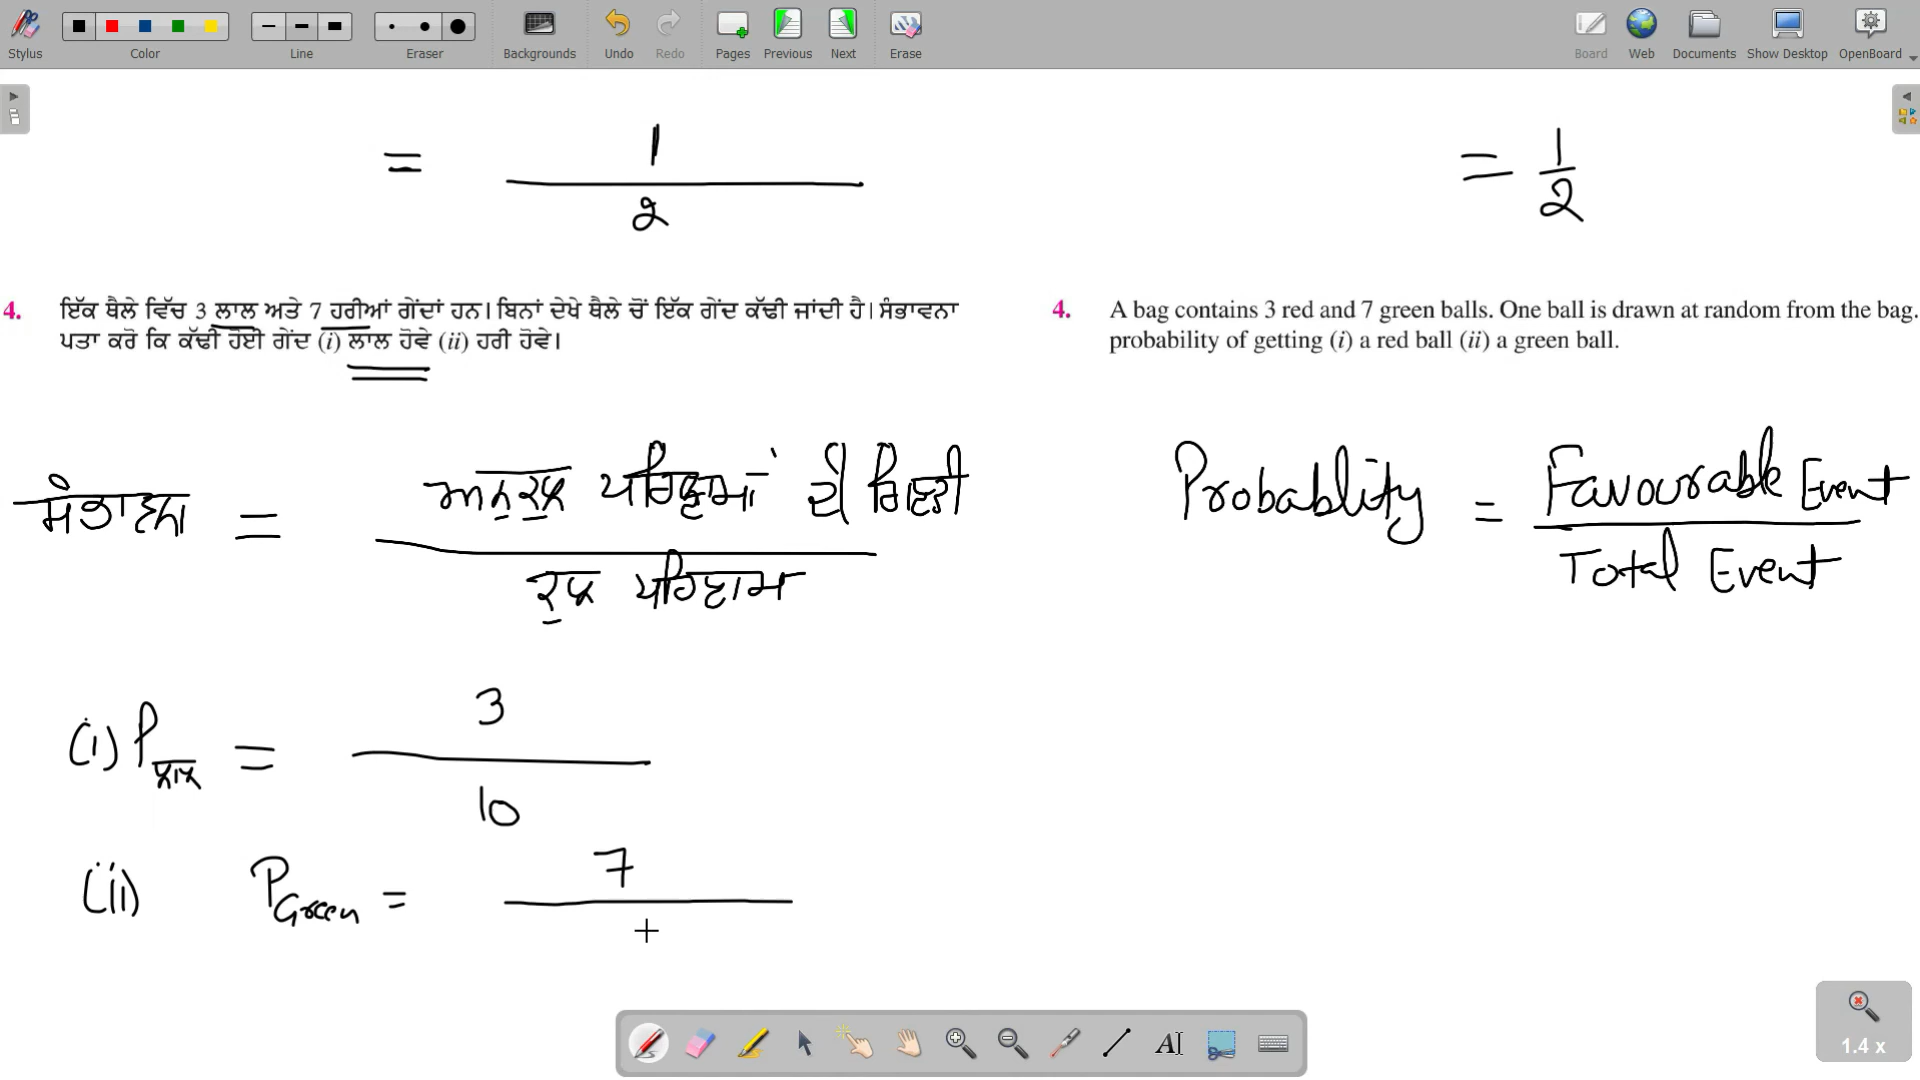 Stylus Color Line Eraser Backgrounds Undo Redo Pages Previous Next Erase Board Web Documents Show Desktop OpenBoard
= 1/2
= 1/2
4. ਇੱਕ ਥੈਲੇ ਵਿੱਚ 3 ਲਾਲ ਅਤੇ 7 ਹਰੀਆਂ ਗੇਂਦਾਂ ਹਨ। ਬਿਨਾਂ ਦੇਖੇ ਥੈਲੇ ਚੋਂ ਇੱਕ ਗੇਂਦ ਕੱਢੀ ਜਾਂਦੀ ਹੈ। ਸੰਭਾਵਨਾ
ਪਤਾ ਕਰੋ ਕਿ ਕੱਢੀ ਹੋਈ ਗੇਂਦ (i) ਲਾਲ ਹੋਵੇ (ii) ਹਰੀ ਹੋਵੇ।
4. A bag contains 3 red and 7 green balls. One ball is drawn at random from the bag.
probability of getting (i) a red ball (ii) a green ball.
ਸੰਭਾਵਨਾ =
ਅਨੁਕੂਲ ਪਰਿਣਾਮਾਂ ਦੀ ਗਿਣਤੀ
ਕੁਲ ਪਰਿਣਾਮ
Probablity = Favourable Event
Total Event
(i) P ਲਾਲ = 3
10
(ii) P Green = 7
1.4 x